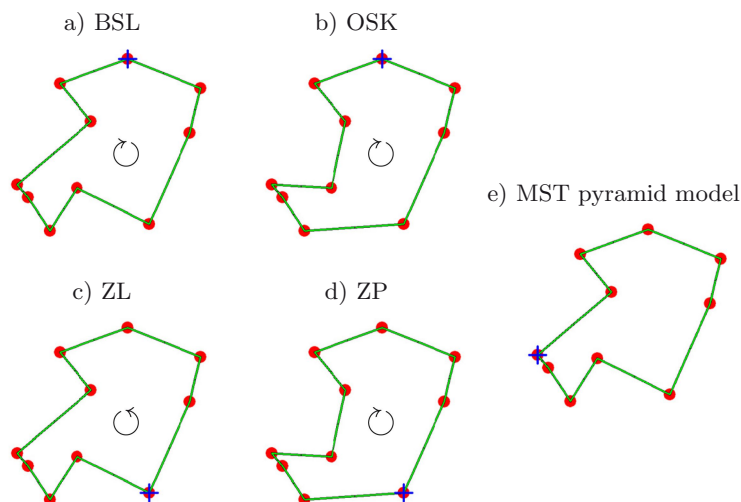 a) BSL
b) OSK
e) MST pyramid model
c) ZL
d) ZP